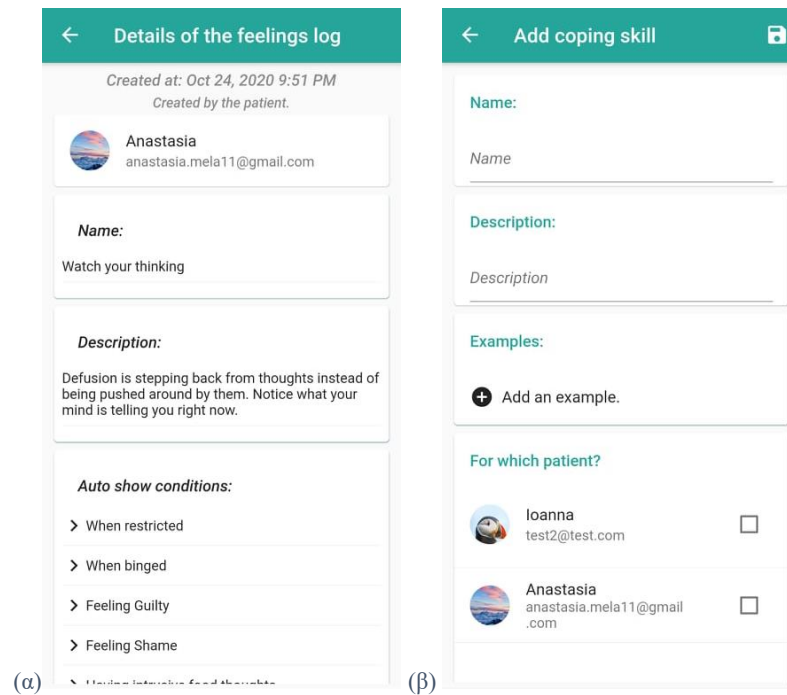 Details of the feelings log
Created at: Oct 24, 2020 9:51 PM
Created by the patient.
Anastasia
anastasia.mela11@gmail.com
Name:
Watch your thinking
Description:
Defusion is stepping back from thoughts instead of
being pushed around by them. Notice what your
mind is telling you right now.
Auto show conditions:
When restricted
When binged
Feeling Guilty
Feeling Shame
Having intrusive food thoughts
(α)
Add coping skill
Name:
Name
Description:
Description
Examples:
Add an example.
For which patient?
Ioanna
test2@test.com
Anastasia
anastasia.mela11@gmail
.com
(β)